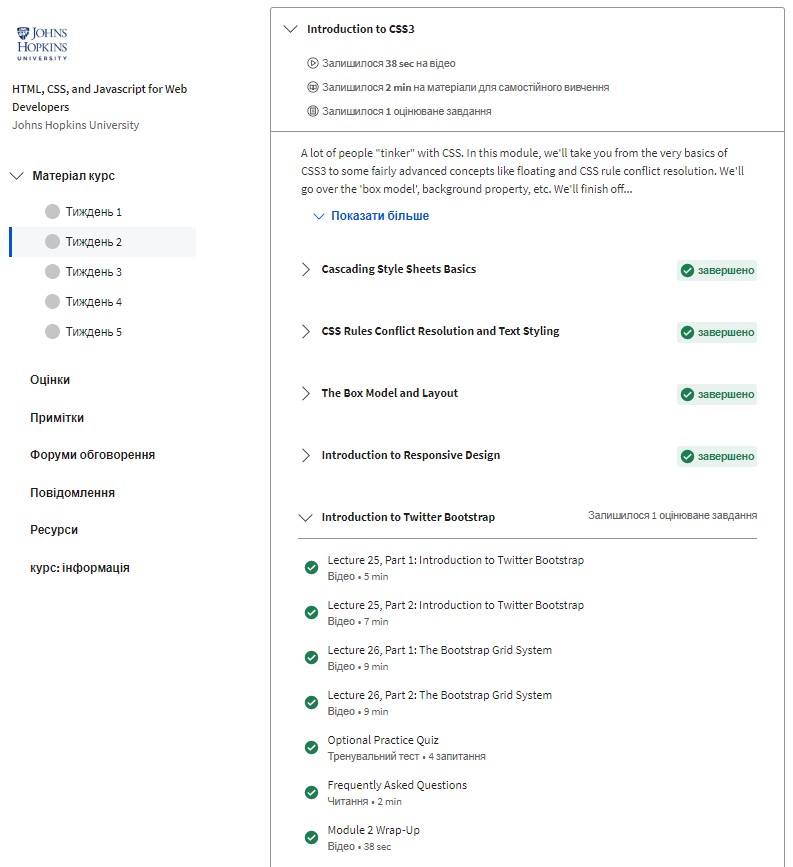 JOHNS
HOPKINS
UNIVERSITY
HTML, CSS, and Javascript for Web
Developers
Johns Hopkins University
Матеріал курс
Тиждень 1
Тиждень 2
Тиждень 3
Тиждень 4
Тиждень 5
Оцінки
Примітки
Форуми обговорення
Повідомлення
Ресурси
курс: інформація
Introduction to CSS3
Залишилося 38 sec на відео
Залишилося 2 min на матеріали для самостійного вивчення
Залишилося 1 оцінюване завдання
A lot of people "tinker" with CSS. In this module, we'll take you from the very basics of
CSS3 to some fairly advanced concepts like floating and CSS rule conflict resolution. We'll
go over the 'box model', background property, etc. We'll finish off...
Показати більше
Cascading Style Sheets Basics завершено
CSS Rules Conflict Resolution and Text Styling завершено
The Box Model and Layout завершено
Introduction to Responsive Design завершено
Introduction to Twitter Bootstrap Залишилося 1 оцінюване завдання
Lecture 25, Part 1: Introduction to Twitter Bootstrap
Відео • 5 min
Lecture 25, Part 2: Introduction to Twitter Bootstrap
Відео • 7 min
Lecture 26, Part 1: The Bootstrap Grid System
Відео • 9 min
Lecture 26, Part 2: The Bootstrap Grid System
Відео • 9 min
Optional Practice Quiz
Тренувальний тест • 4 запитання
Frequently Asked Questions
Читання • 2 min
Module 2 Wrap-Up
Відео • 38 sec